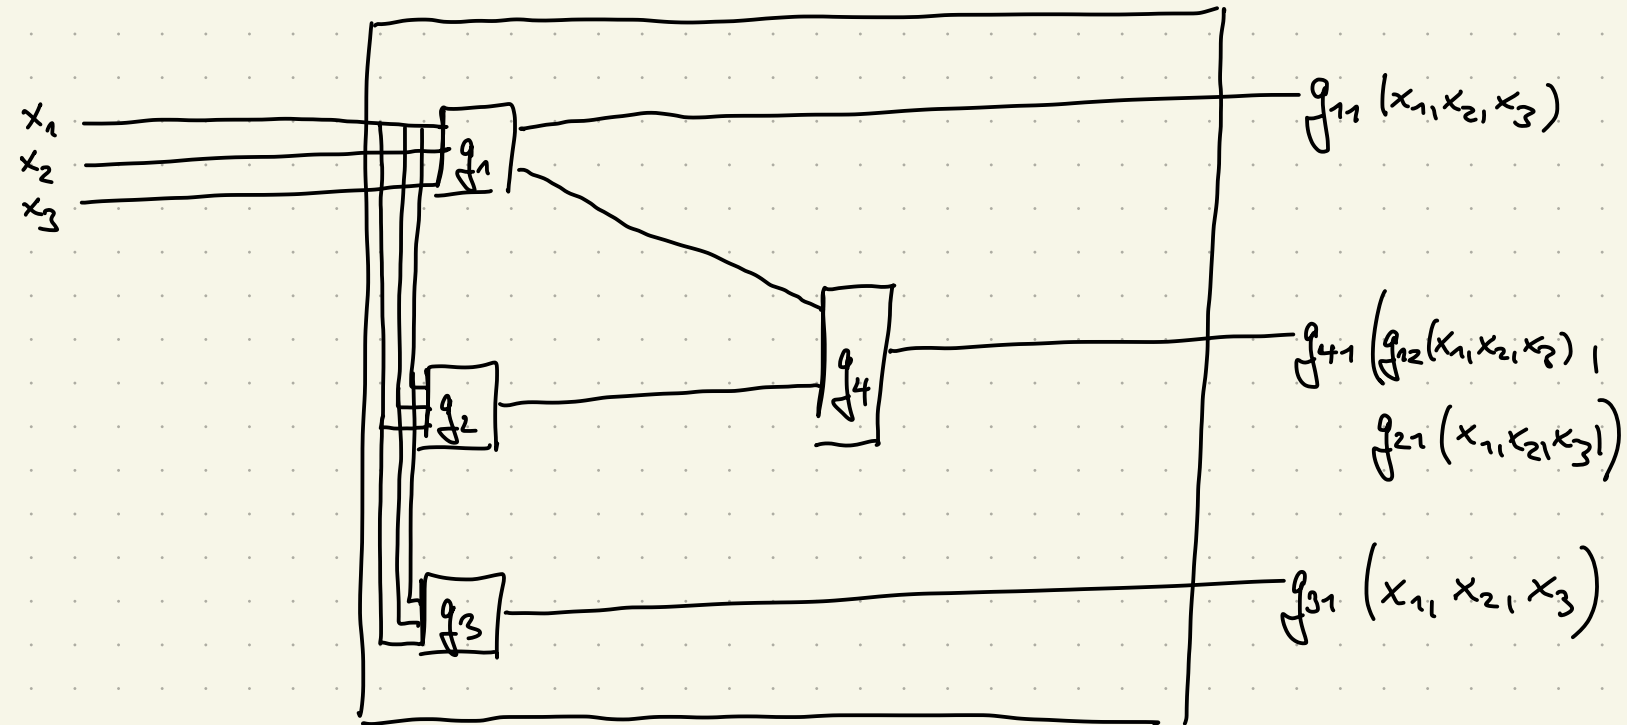 x1
x2
x3
g1
g11 (x1, x2, x3)
g4
g41 (g12(x1, x2, x3),
g2
g21 (x1, x2, x3))
g3
g31 (x1, x2, x3)